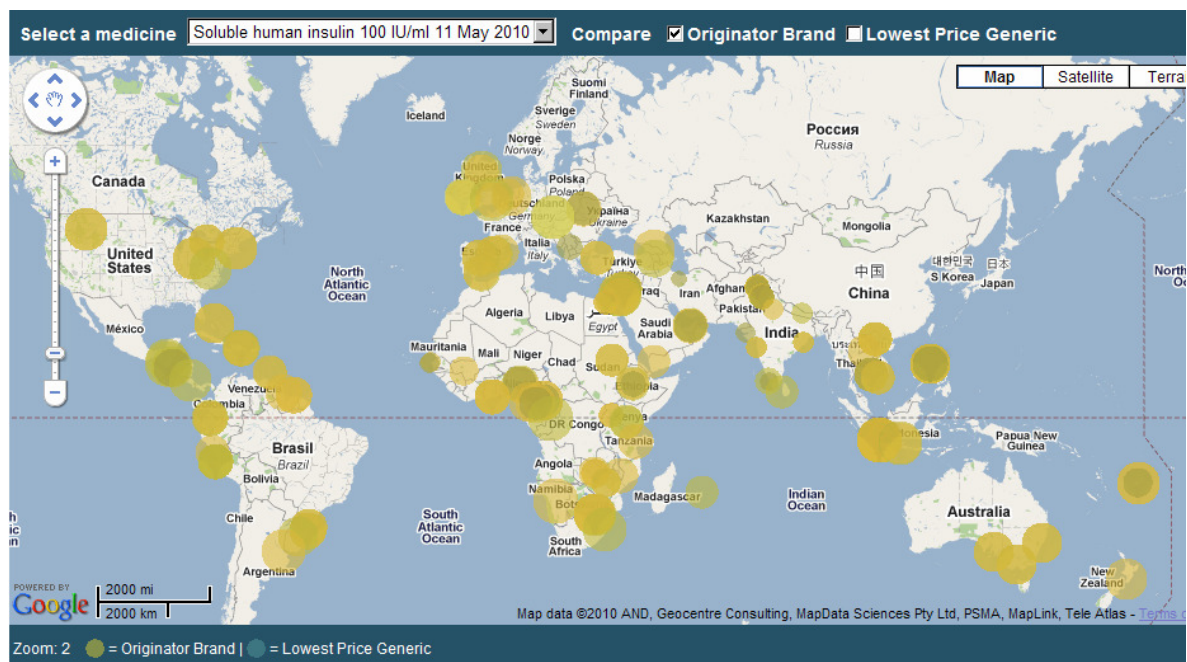 Select a medicine Soluble human insulin 100 IU/ml 11 May 2010 Compare Originator Brand Lowest Price Generic
Map Satellite Terrai
Suomi
Finland
Iceland
Sverige
Sweden
Norge
Norway
Россия
Russia
Canada
United
Kingdom
Polska
Poland
Germany
Україна
Ukraine
France
Kazakhstan
Mongolia
Italia
Italy
United
States
Türkiye
Turkey
中国
China
대한민국
S Korea
日本
Japan
North
Atlantic
Ocean
North
Iraq
Iran
Afghan
Pakistan
Algeria
Libya
Egypt
Saudi
Arabia
India
México
Mauritania
Mali
Niger
Chad
Sudan
Ethiopia
Venezuela
Colombia
DR Congo
Kenya
Tanzania
Indonesia
Papua New
Guinea
Brasil
Brazil
Bolivia
Angola
Namibia
Madagascar
Indian
Ocean
Australia
Chile
South
Atlantic
Ocean
South
Africa
Argentina
New
Zealand
POWERED BY
Google
2000 mi
2000 km
Map data ©2010 AND, Geocentre Consulting, MapData Sciences Pty Ltd, PSMA, MapLink, Tele Atlas - Terms o
Zoom: 2 = Originator Brand | = Lowest Price Generic